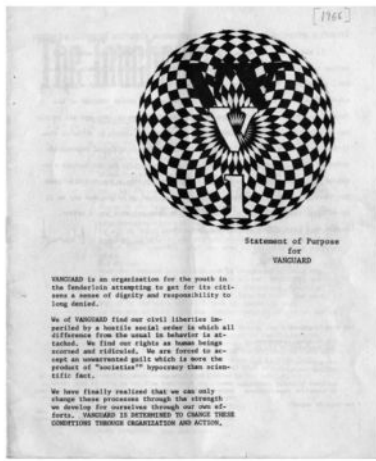 [1966]
V
1
Statement of Purpose
for
VANGUARD
VANGUARD is an organization for the youth in
the Tenderloin attempting to get for its citi-
zens a sense of dignity and responsibility to
long denied.
We of VANGUARD find our civil liberties im-
periled by a hostile social order in which all
difference from the usual in behavior is at-
tacked. We find our rights as human beings
scorned and ridiculed. We are forced to ac-
cept an unwarranted guilt which is more the
product of "societies'" hypocracy than scien-
tific fact.
We have finally realized that we can only
change these processes through the strength
we develop for ourselves through our own ef-
forts. VANGUARD IS DETERMINED TO CHANGE THESE
CONDITIONS THROUGH ORGANIZATION AND ACTION,